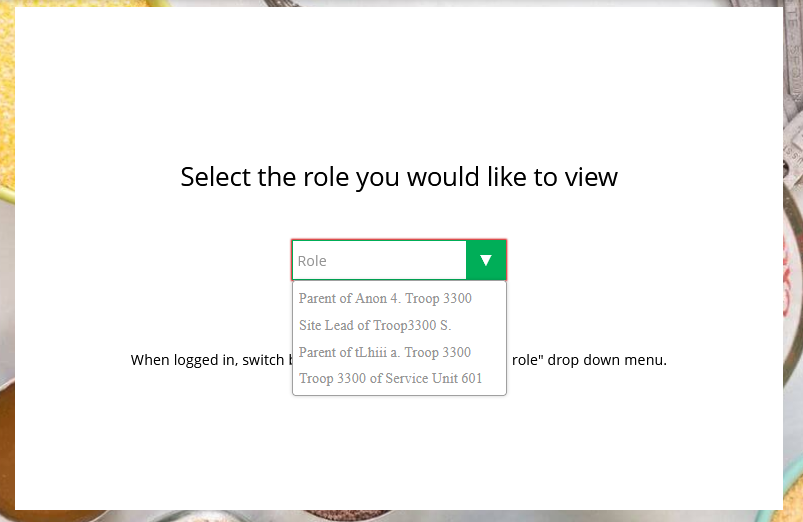 Select the role you would like to view
Role
Parent of Anon 4. Troop 3300
Site Lead of Troop3300 S.
Parent of tLhiii a. Troop 3300
Troop 3300 of Service Unit 601
When logged in, switch role" drop down menu.